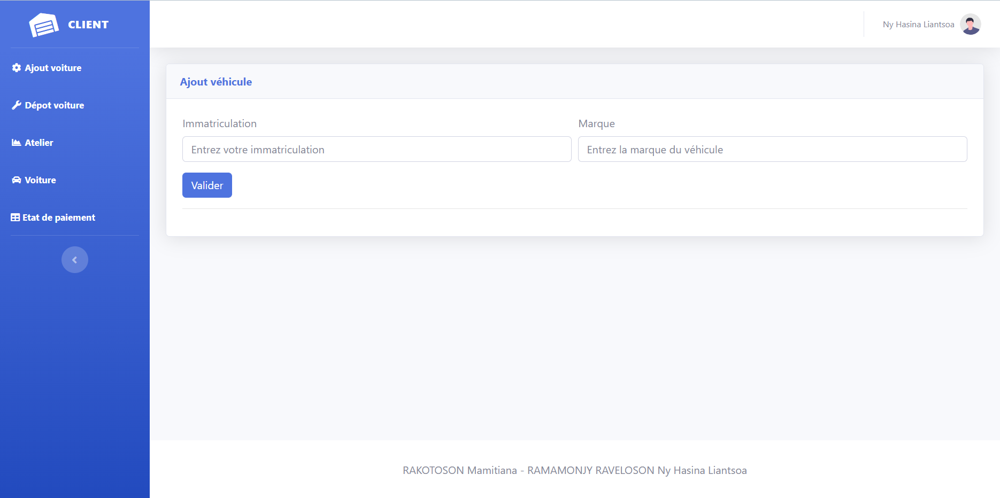 CLIENT
Ny Hasina Liantsoa
Ajout voiture
Dépot voiture
Atelier
Voiture
Etat de paiement
Ajout véhicule
Immatriculation
Marque
Entrez votre immatriculation
Entrez la marque du véhicule
Valider
RAKOTOSON Mamitiana - RAMAMONJY RAVELOSON Ny Hasina Liantsoa